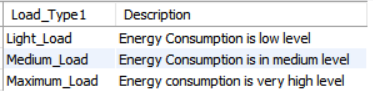 Load_Type1 Description
Light_Load Energy Consumption is low level
Medium_Load Energy Consumption is in medium level
Maximum_Load Energy consumption is very high level